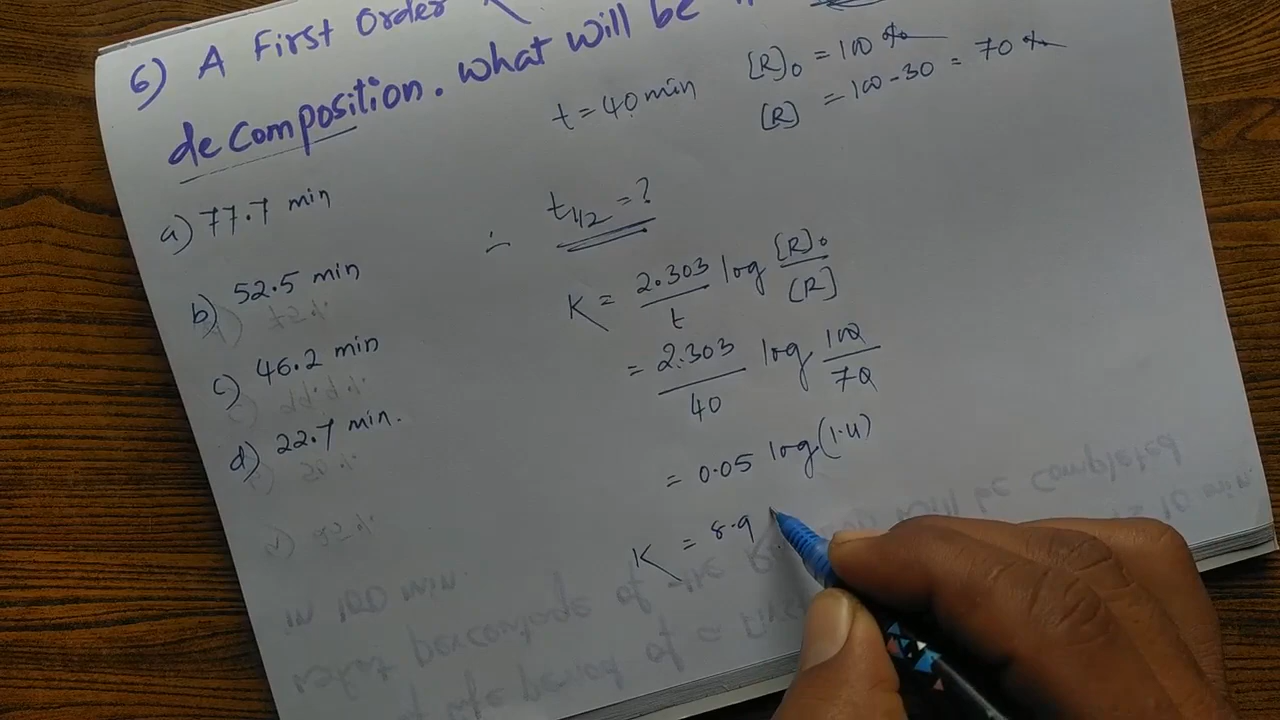 6) A First Order
decomposition. what will be
t = 40 min
[R]₀ = 100 %
[R] = 100 - 30 = 70 %
a) 77.7 min
b) 52.5 min
c) 46.2 min
d) 22.7 min.
∴ t1/2 = ?
K = 2.303/t log [R]₀/[R]
= 2.303/40 log 100/70
= 0.05 log (1.4)
K = 8.9